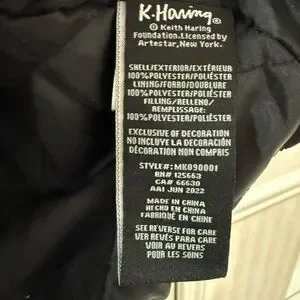 K.Haring
© Keith Haring
Foundation.Licensed by
Artestar,New York.
SHELL/EXTERIOR/EXTÉRIEUR
100%POLYESTER/POLIÉSTER
LINING/FORRO/DOUBLURE
100%POLYESTER/POLIÉSTER
FILLING/RELLENO/
REMPLISSAGE:
100%POLYESTER/POLIÉSTER
EXCLUSIVE OF DECORATION
NO INCLUYE LA DECORACIÓN
DÉCORATION NON COMPRIS
STYLE#: MK090001
RN# 125663
CA# 66630
AA1 JUN 2022
MADE IN CHINA
HECHO EN CHINA
FABRIQUÉ EN CHINE
SEE REVERSE FOR CARE
VER REVÉS PARA CARE
VOIR AU REVERS
POUR LES SOINS